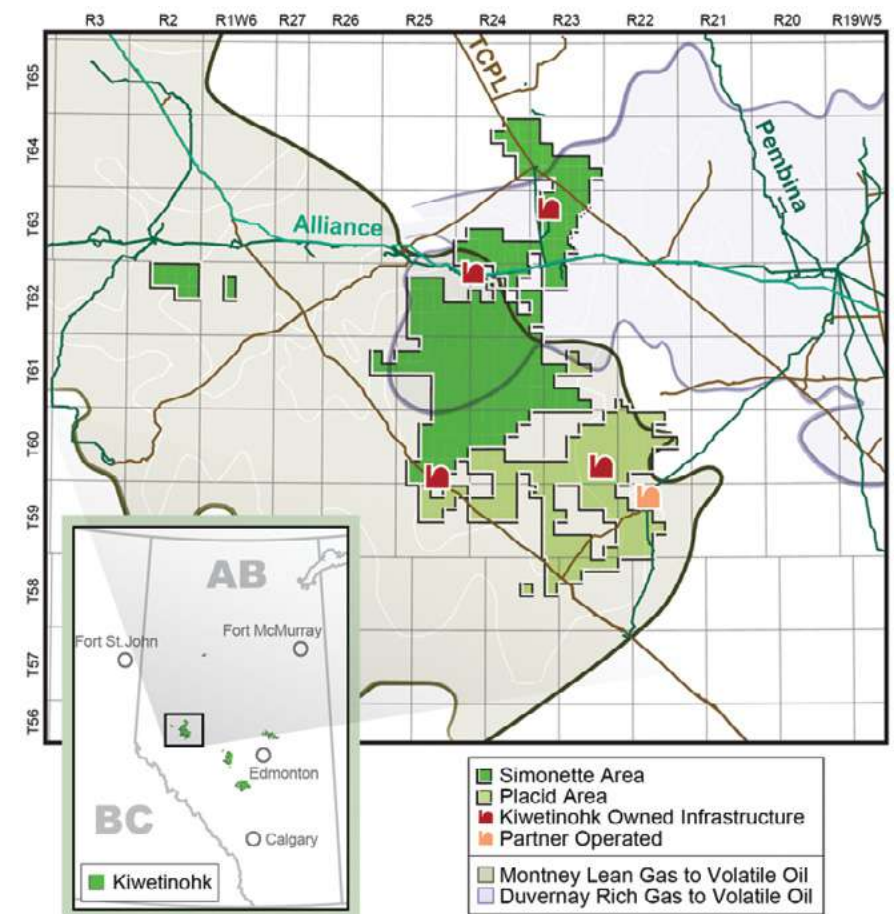 R3 R2 R1W6 R27 R26 R25 R24 R23 R22 R21 R20 R19W5
T65
T64
T63
T62
T61
T60
T59
T58
T57
T56
TCPL
Pembina
Alliance
AB
Fort St.John
Fort McMurray
Edmonton
BC
Calgary
Kiwetinohk
Simonette Area
Placid Area
Kiwetinohk Owned Infrastructure
Partner Operated
Montney Lean Gas to Volatile Oil
Duvernay Rich Gas to Volatile Oil